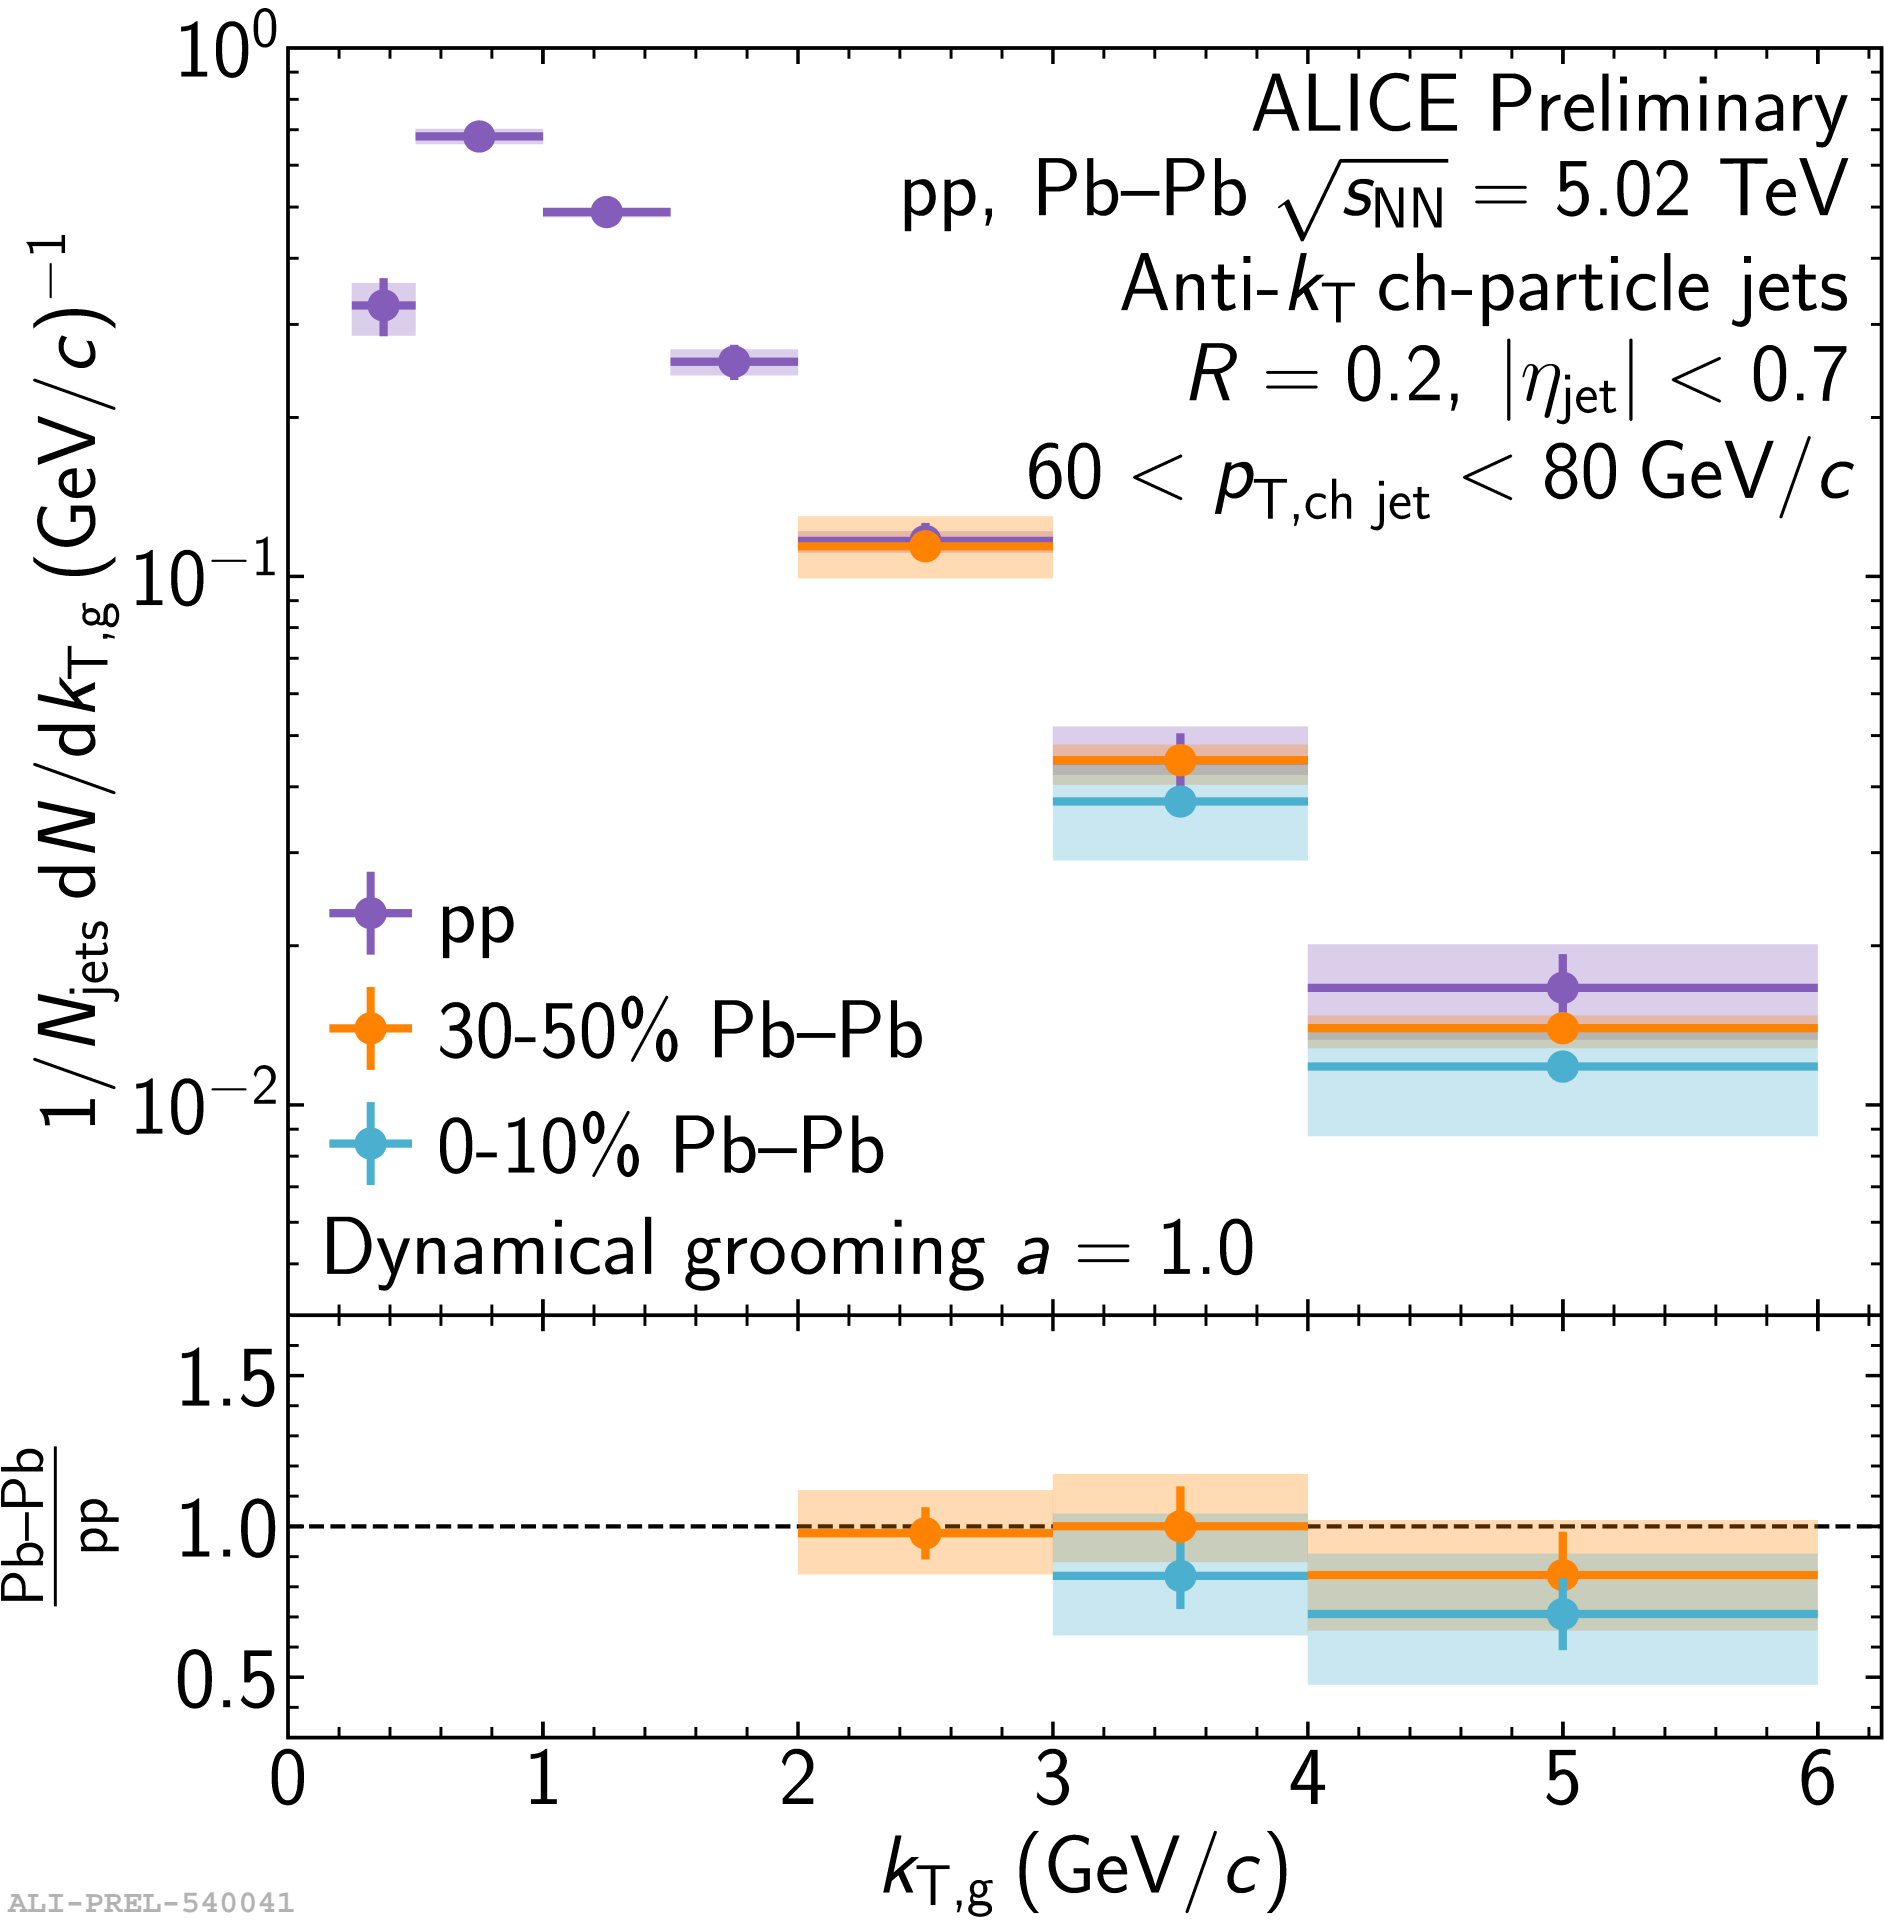 10⁰
ALICE Preliminary
pp, Pb–Pb √sNN = 5.02 TeV
Anti-kT ch-particle jets
R = 0.2, |ηjet| < 0.7
60 < pT,ch jet < 80 GeV/c
1/Njets dN/dkT,g (GeV/c)⁻¹
10⁻¹
10⁻²
pp
30-50% Pb–Pb
0-10% Pb–Pb
Dynamical grooming a = 1.0
Pb–Pb
pp
1.5
1.0
0.5
0 1 2 3 4 5 6
kT,g (GeV/c)
ALI-PREL-540041